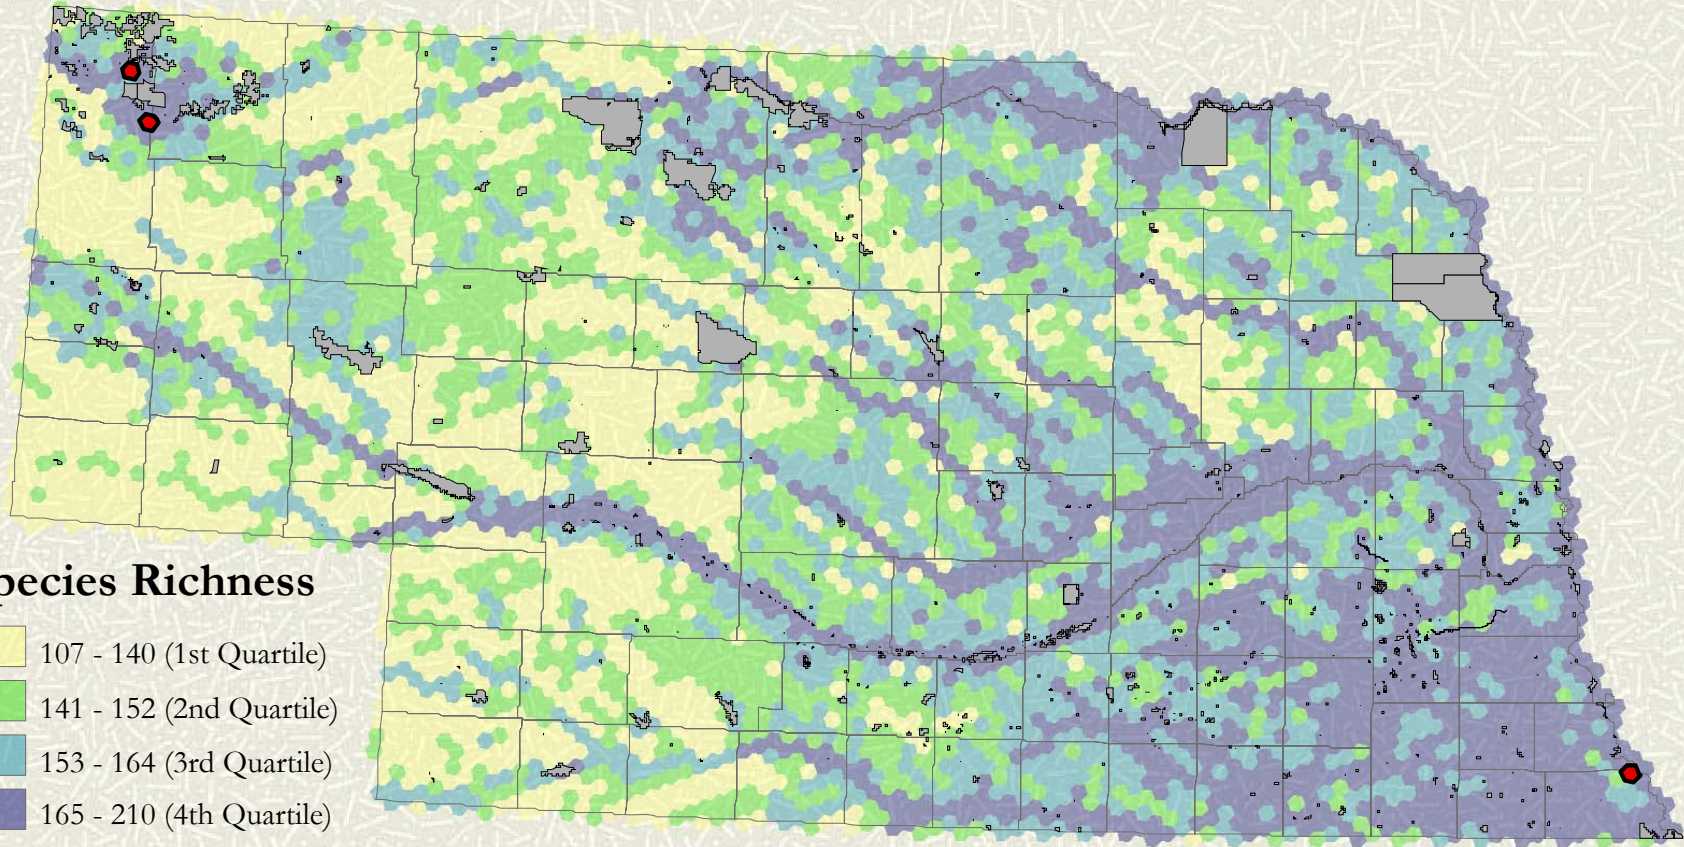 pecies Richness
107 - 140 (1st Quartile)
141 - 152 (2nd Quartile)
153 - 164 (3rd Quartile)
165 - 210 (4th Quartile)